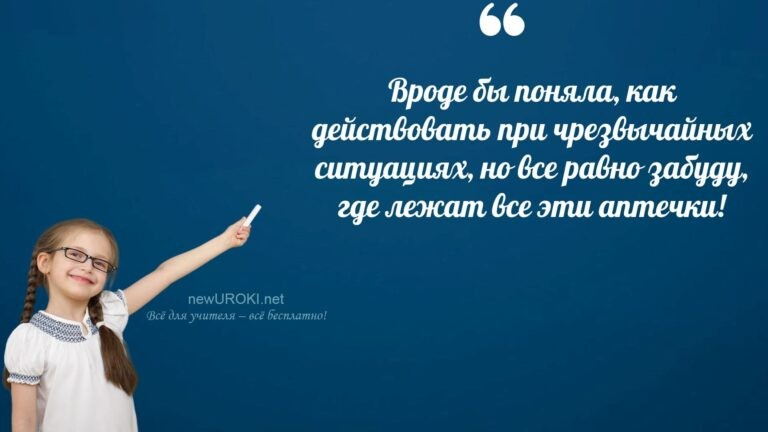 ❝
Вроде бы поняла, как
действовать при чрезвычайных
ситуациях, но все равно забуду,
где лежат все эти аптечки!
newUROKI.net
Всё для учителя – всё бесплатно!